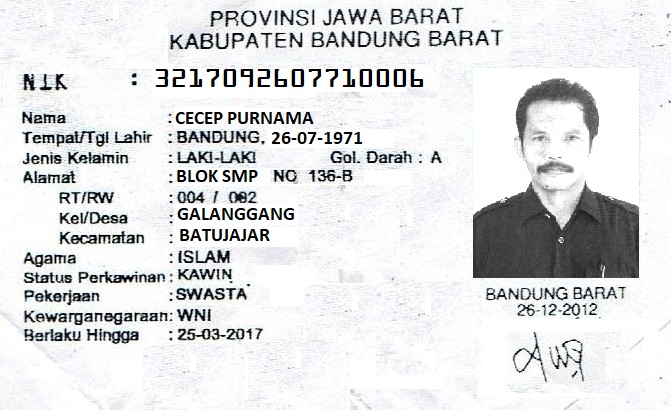 PROVINSI JAWA BARAT
KABUPATEN BANDUNG BARAT
NIK : 3217092607710006
Nama : CECEP PURNAMA
Tempat/Tgl Lahir : BANDUNG, 26-07-1971
Jenis Kelamin : LAKI-LAKI Gol. Darah : A
Alamat : BLOK SMP NO 136-B
RT/RW : 004 / 002
Kel/Desa : GALANGGANG
Kecamatan : BATUJAJAR
Agama : ISLAM
Status Perkawinan : KAWIN
Pekerjaan : SWASTA
Kewarganegaraan : WNI
Berlaku Hingga : 25-03-2017
BANDUNG BARAT
26-12-2012